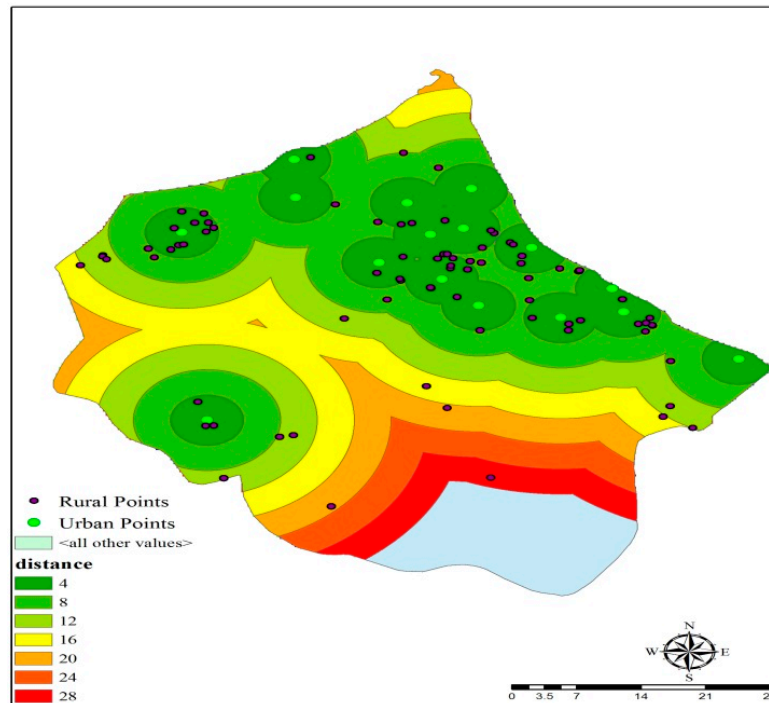 Rural Points
Urban Points
<all other values>
distance
4
8
12
16
20
24
28
N
W E
S
0 3.5 7 14 21